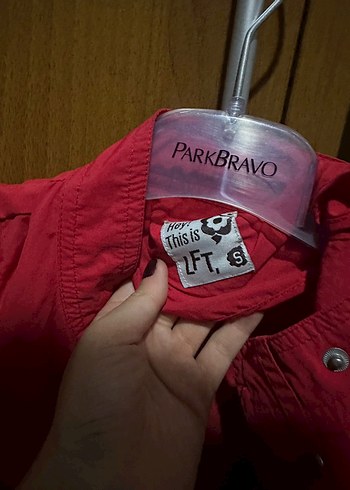 PARKBRAVO
Hey!
This is
LFT,
S